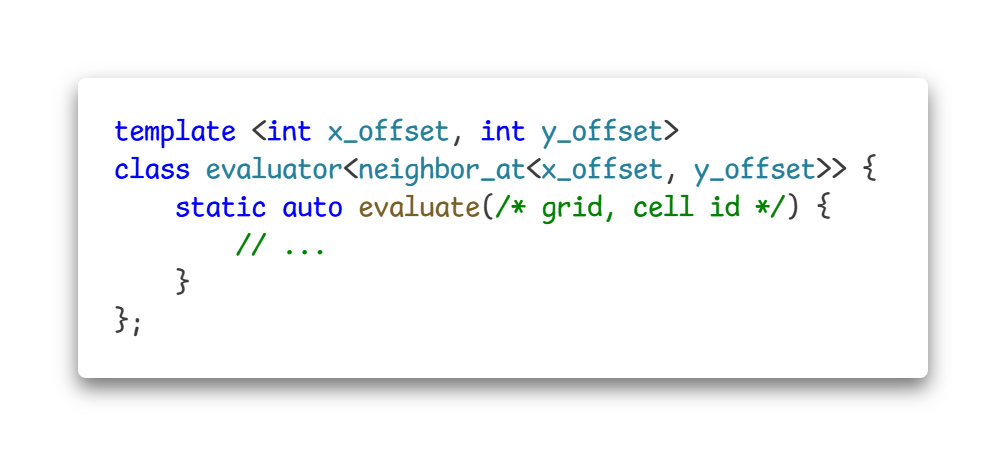 template <int x_offset, int y_offset>
class evaluator<neighbor_at<x_offset, y_offset>> {
    static auto evaluate(/* grid, cell id */) {
        // ...
    }
};